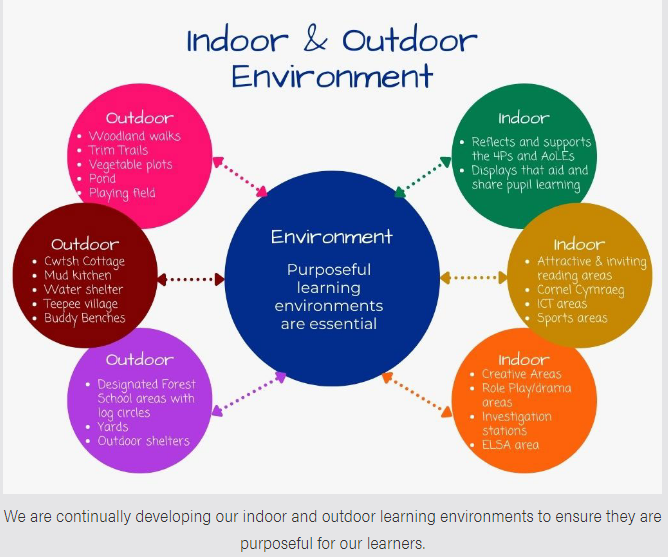 Indoor & Outdoor
Environment
Outdoor
• Woodland walks
• Trim Trails
• Vegetable plots
• Pond
• Playing field
Outdoor
• Cwtsh Cottage
• Mud kitchen
• Water shelter
• Teepee village
• Buddy Benches
Outdoor
• Designated Forest
School areas with
log circles
• Yards
• Outdoor shelters
Environment
Purposeful
learning
environments
are essential
Indoor
• Reflects and supports
the 4Ps and AoLEs
• Displays that aid and
share pupil learning
Indoor
• Attractive & inviting
reading areas
• Cornel Cymraeg
• ICT areas
• Sports areas
Indoor
• Creative Areas
• Role Play/drama
areas
• Investigation
stations
• ELSA area
We are continually developing our indoor and outdoor learning environments to ensure they are
purposeful for our learners.